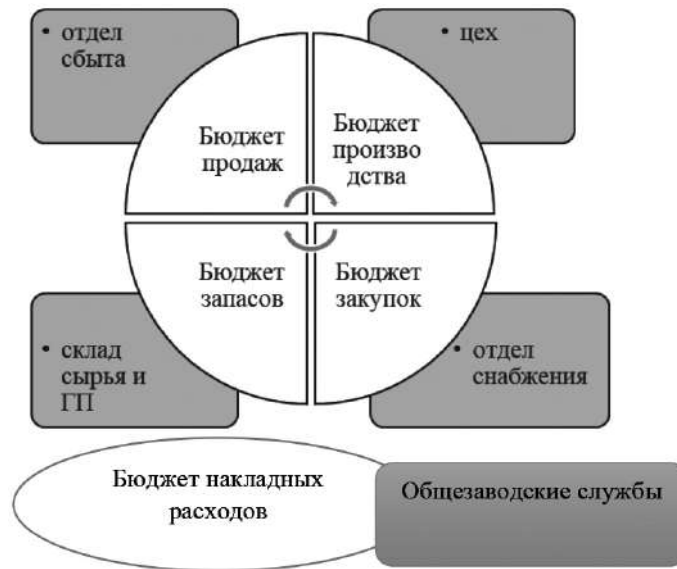 • отдел
сбыта
• цех
Бюджет
продаж
Бюджет
произво
дства
Бюджет
запасов
Бюджет
закупок
• склад
сырья и
ГП
• отдел
снабжения
Бюджет накладных
расходов
Общезаводские службы